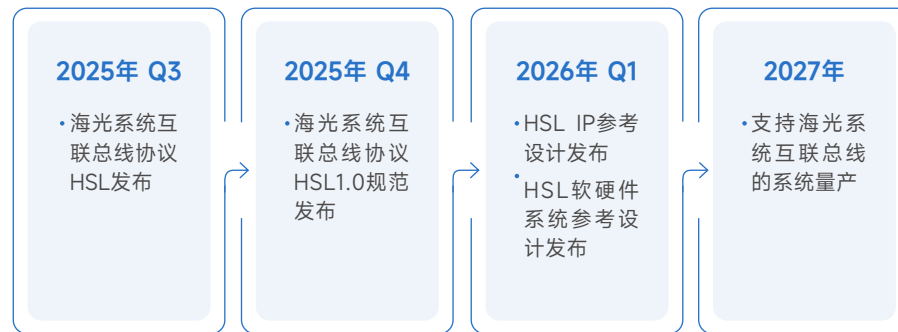 2025年 Q3
•海光系统互
联总线协议
HSL发布
2025年 Q4
•海光系统互
联总线协议
HSL1.0规范
发布
2026年 Q1
•HSL IP参考
设计发布
•HSL软硬件
系统参考设
计发布
2027年
•支持海光系
统互联总线
的系统量产